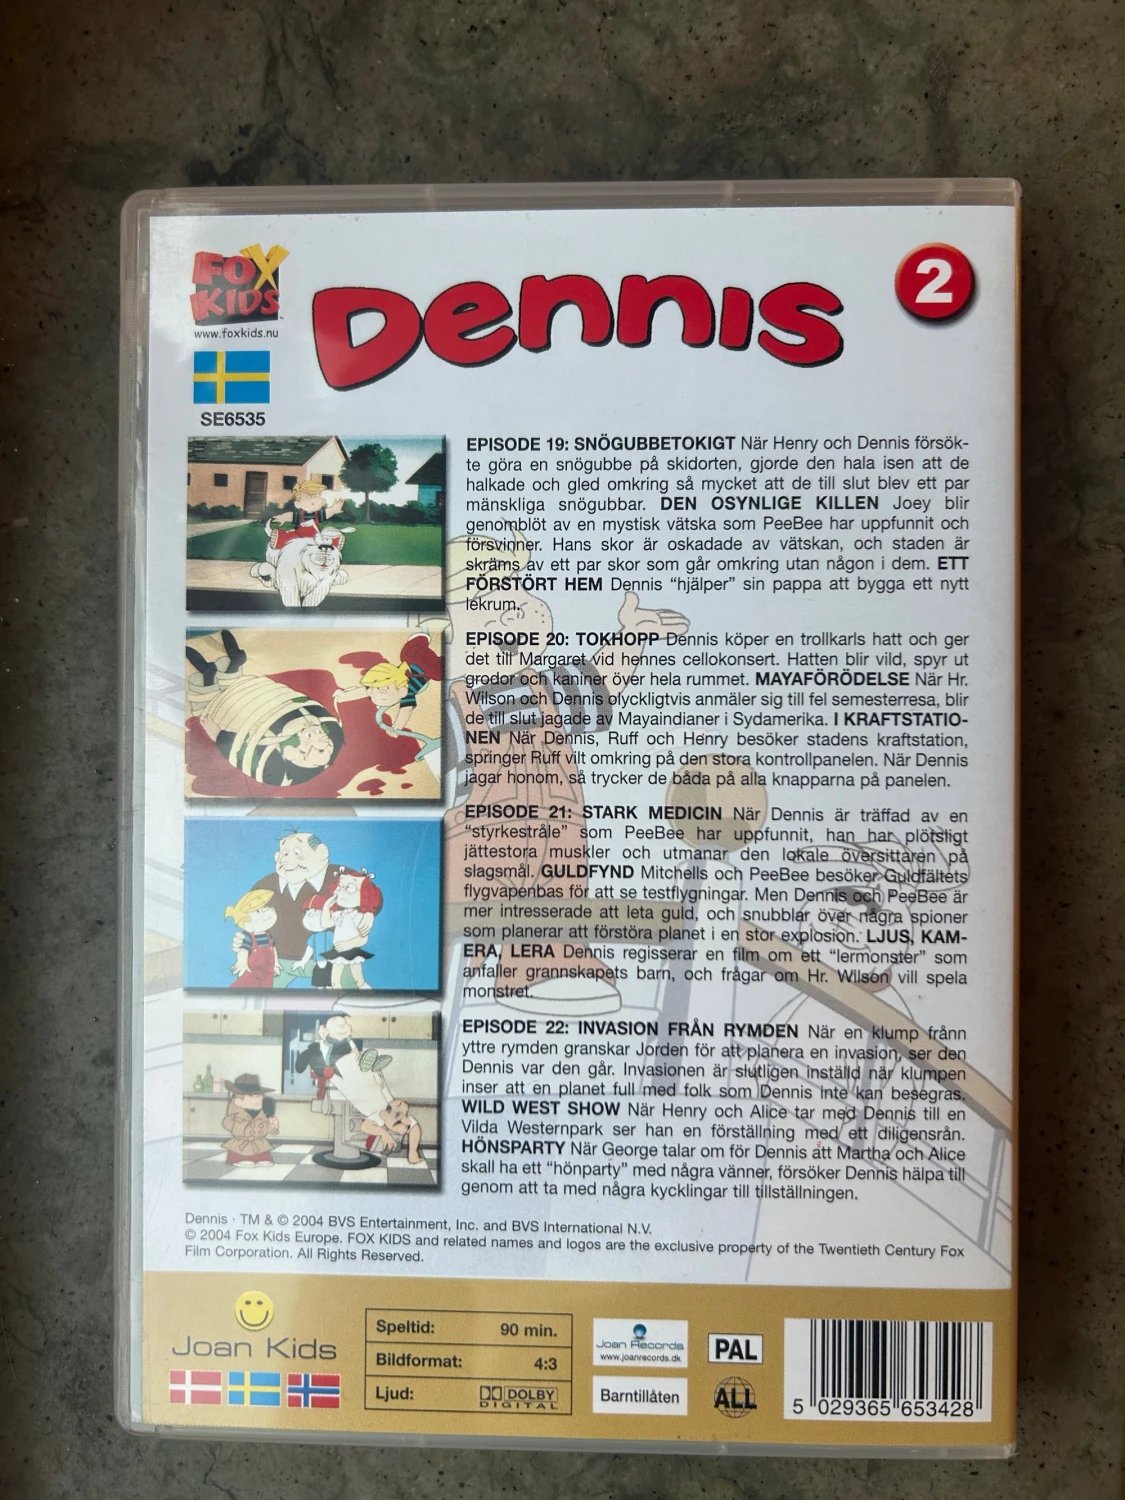 FOX
KIDS
www.foxkids.nu
Dennis
2
SE6535
EPISODE 19: SNÖGUBBETOKIGT När Henry och Dennis försök-
te göra en snögubbe på skidorten, gjorde den hala isen att de
halkade och gled omkring så mycket att de till slut blev ett par
mänskliga snögubbar. DEN OSYNLIGE KILLEN Joey blir
genomblöt av en mystisk vätska som PeeBee har uppfunnit och
försvinner. Hans skor är oskadade av vätskan, och staden är
skräms av ett par skor som går omkring utan någon i dem. ETT
FÖRSTÖRT HEM Dennis "hjälper" sin pappa att bygga ett nytt
lekrum.
EPISODE 20: TOKHOPP Dennis köper en trollkarls hatt och ger
det till Margaret vid hennes cellokonsert. Hatten blir vild, spyr ut
grodor och kaniner över hela rummet. MAYAFÖRÖDELSE När Hr.
Wilson och Dennis olyckligtvis anmäler sig till fel semesterresa, blir
de till slut jagade av Mayaindianer i Sydamerika. I KRAFTSTATIO-
NEN När Dennis, Ruff och Henry besöker stadens kraftstation,
springer Ruff vilt omkring på den stora kontrollpanelen. När Dennis
jagar honom, så trycker de båda på alla knapparna på panelen.
EPISODE 21: STARK MEDICIN När Dennis är träffad av en
"styrkestråle" som PeeBee har uppfunnit, han har plötsligt
jättestora muskler och utmanar den lokale översittaren på
slagsmål. GULDFYND Mitchells och PeeBee besöker Guldfältets
flygvapenbas för att se testflygningar. Men Dennis och PeeBee är
mer intresserade att leta guld, och snubblar över några spioner
som planerar att förstöra planet i en stor explosion. LJUS, KAM-
ERA, LERA Dennis regisserar en film om ett "lermonster" som
anfaller grannskapets barn, och frågar om Hr. Wilson vill spela
monstret.
EPISODE 22: INVASION FRÅN RYMDEN När en klump frånn
yttre rymden granskar Jorden för att planera en invasion, ser den
Dennis var den går. Invasionen är slutligen inställd när klumpen
inser att en planet full med folk som Dennis inte kan besegras.
WILD WEST SHOW När Henry och Alice tar med Dennis till en
Vilda Westernpark ser han en förställning med ett diligensrån.
HÖNSPARTY När George talar om för Dennis att Martha och Alice
skall ha ett "hönparty" med några vänner, försöker Dennis hälpa till
genom att ta med några kycklingar till tillställningen.
Dennis · TM & © 2004 BVS Entertainment, Inc. and BVS International N.V.
© 2004 Fox Kids Europe. FOX KIDS and related names and logos are the exclusive property of the Twentieth Century Fox
Film Corporation. All Rights Reserved.
Joan Kids
Speltid: 90 min.
Bildformat: 4:3
Ljud: DOLBY
DIGITAL
Joan Records
www.joanrecords.dk
Barntillåten
PAL
ALL
5 029365 653428